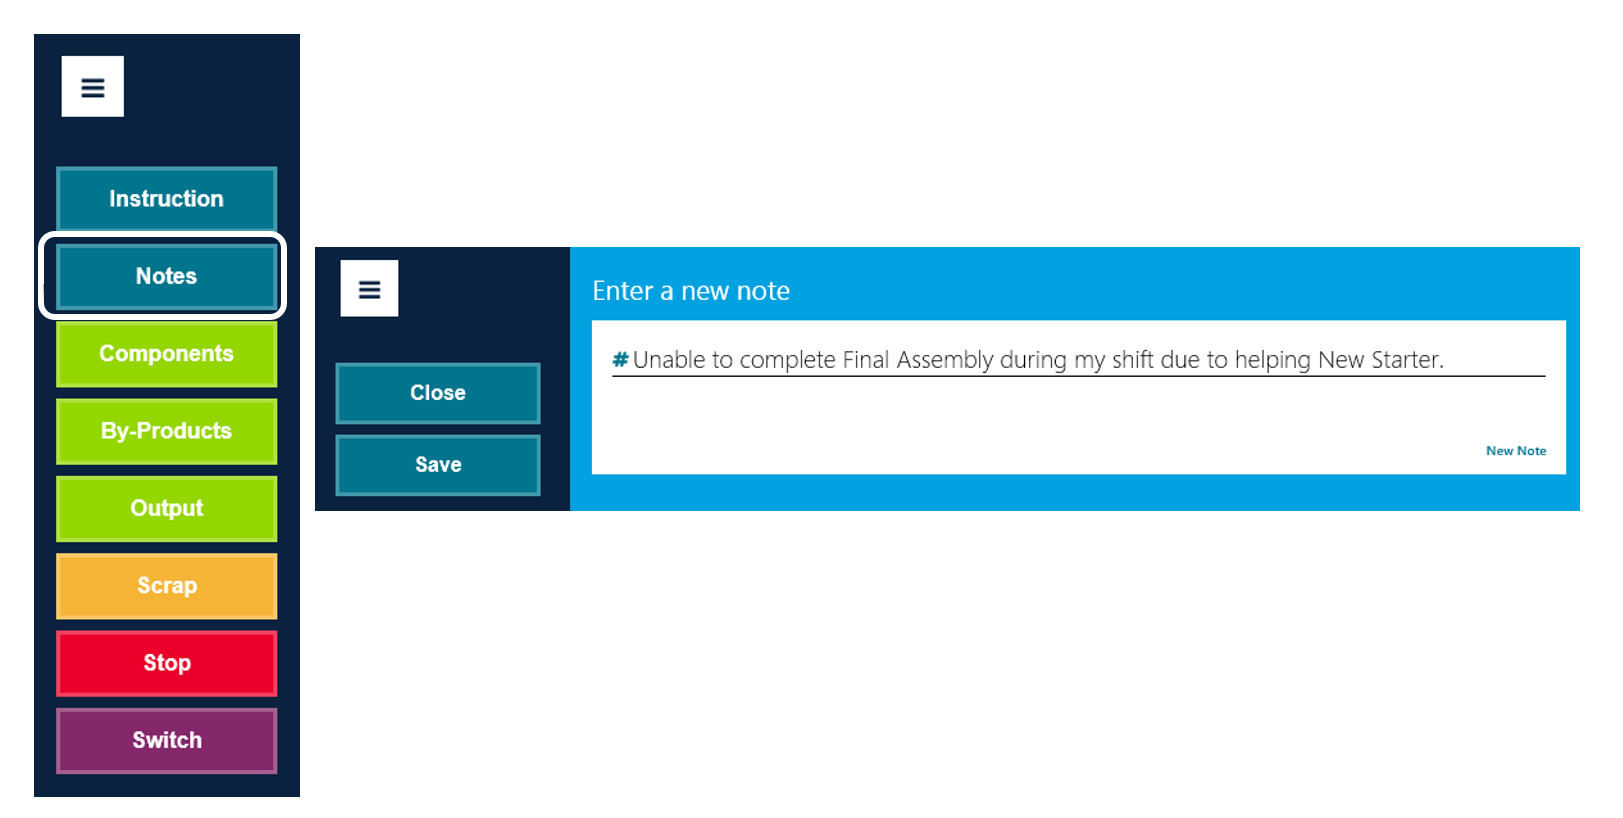 Instruction
Notes
Components
By-Products
Output
Scrap
Stop
Switch
Close
Save
Enter a new note
# Unable to complete Final Assembly during my shift due to helping New Starter.
New Note